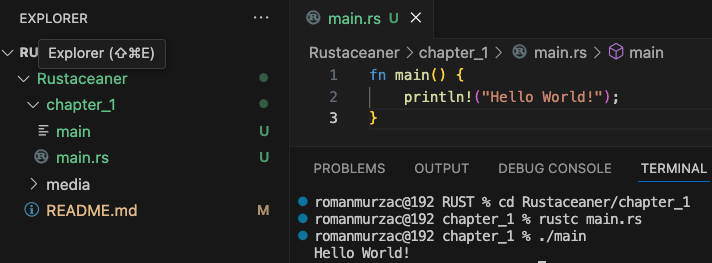 EXPLORER
...
RU
Explorer (⇧⌘E)
Rustaceaner
chapter_1
main U
main.rs U
media
README.md M
main.rs U
Rustaceaner > chapter_1 > main.rs > main
1 fn main() {
2 println!("Hello World!");
3 }
PROBLEMS OUTPUT DEBUG CONSOLE TERMINAL
romanmurzac@192 RUST % cd Rustaceaner/chapter_1
romanmurzac@192 chapter_1 % rustc main.rs
romanmurzac@192 chapter_1 % ./main
Hello World!